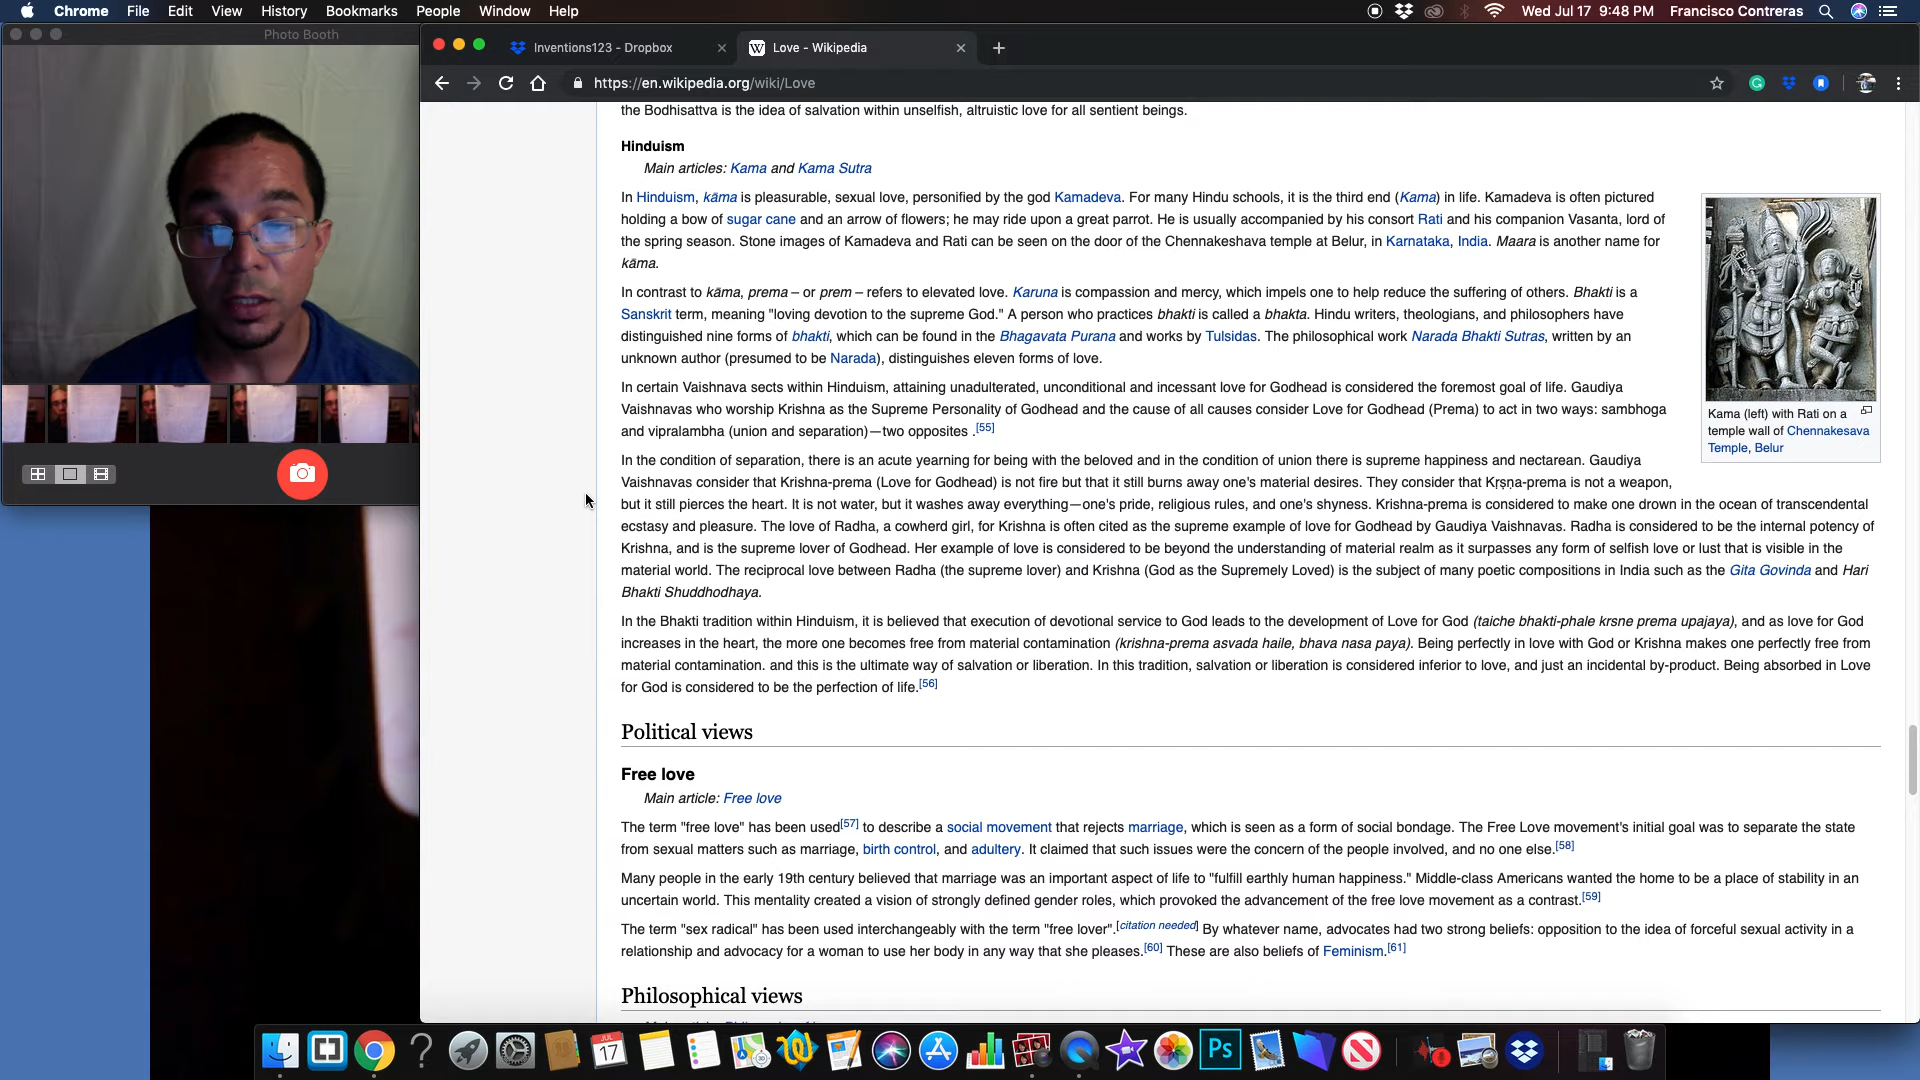 Chrome File Edit View History Bookmarks People Window Help Wed Jul 17 9:48 PM Francisco Contreras
Photo Booth
Inventions123 - Dropbox
Love - Wikipedia
https://en.wikipedia.org/wiki/Love
the Bodhisattva is the idea of salvation within unselfish, altruistic love for all sentient beings.
Hinduism
Main articles: Kama and Kama Sutra
In Hinduism, kāma is pleasurable, sexual love, personified by the god Kamadeva. For many Hindu schools, it is the third end (Kama) in life. Kamadeva is often pictured
holding a bow of sugar cane and an arrow of flowers; he may ride upon a great parrot. He is usually accompanied by his consort Rati and his companion Vasanta, lord of
the spring season. Stone images of Kamadeva and Rati can be seen on the door of the Chennakeshava temple at Belur, in Karnataka, India. Maara is another name for
kāma.
In contrast to kāma, prema – or prem – refers to elevated love. Karuna is compassion and mercy, which impels one to help reduce the suffering of others. Bhakti is a
Sanskrit term, meaning "loving devotion to the supreme God." A person who practices bhakti is called a bhakta. Hindu writers, theologians, and philosophers have
distinguished nine forms of bhakti, which can be found in the Bhagavata Purana and works by Tulsidas. The philosophical work Narada Bhakti Sutras, written by an
unknown author (presumed to be Narada), distinguishes eleven forms of love.
In certain Vaishnava sects within Hinduism, attaining unadulterated, unconditional and incessant love for Godhead is considered the foremost goal of life. Gaudiya
Vaishnavas who worship Krishna as the Supreme Personality of Godhead and the cause of all causes consider Love for Godhead (Prema) to act in two ways: sambhoga
and vipralambha (union and separation)—two opposites .[55]
Kama (left) with Rati on a
temple wall of Chennakesava
Temple, Belur
In the condition of separation, there is an acute yearning for being with the beloved and in the condition of union there is supreme happiness and nectarean. Gaudiya
Vaishnavas consider that Krishna-prema (Love for Godhead) is not fire but that it still burns away one's material desires. They consider that Kṛṣṇa-prema is not a weapon,
but it still pierces the heart. It is not water, but it washes away everything—one's pride, religious rules, and one's shyness. Krishna-prema is considered to make one drown in the ocean of transcendental
ecstasy and pleasure. The love of Radha, a cowherd girl, for Krishna is often cited as the supreme example of love for Godhead by Gaudiya Vaishnavas. Radha is considered to be the internal potency of
Krishna, and is the supreme lover of Godhead. Her example of love is considered to be beyond the understanding of material realm as it surpasses any form of selfish love or lust that is visible in the
material world. The reciprocal love between Radha (the supreme lover) and Krishna (God as the Supremely Loved) is the subject of many poetic compositions in India such as the Gita Govinda and Hari
Bhakti Shuddhodhaya.
In the Bhakti tradition within Hinduism, it is believed that execution of devotional service to God leads to the development of Love for God (taiche bhakti-phale krsne prema upajaya), and as love for God
increases in the heart, the more one becomes free from material contamination (krishna-prema asvada haile, bhava nasa paya). Being perfectly in love with God or Krishna makes one perfectly free from
material contamination. and this is the ultimate way of salvation or liberation. In this tradition, salvation or liberation is considered inferior to love, and just an incidental by-product. Being absorbed in Love
for God is considered to be the perfection of life.[56]
Political views
Free love
Main article: Free love
The term "free love" has been used[57] to describe a social movement that rejects marriage, which is seen as a form of social bondage. The Free Love movement's initial goal was to separate the state
from sexual matters such as marriage, birth control, and adultery. It claimed that such issues were the concern of the people involved, and no one else.[58]
Many people in the early 19th century believed that marriage was an important aspect of life to "fulfill earthly human happiness." Middle-class Americans wanted the home to be a place of stability in an
uncertain world. This mentality created a vision of strongly defined gender roles, which provoked the advancement of the free love movement as a contrast.[59]
The term "sex radical" has been used interchangeably with the term "free lover".[citation needed] By whatever name, advocates had two strong beliefs: opposition to the idea of forceful sexual activity in a
relationship and advocacy for a woman to use her body in any way that she pleases.[60] These are also beliefs of Feminism.[61]
Philosophical views
JUL
17
Ps